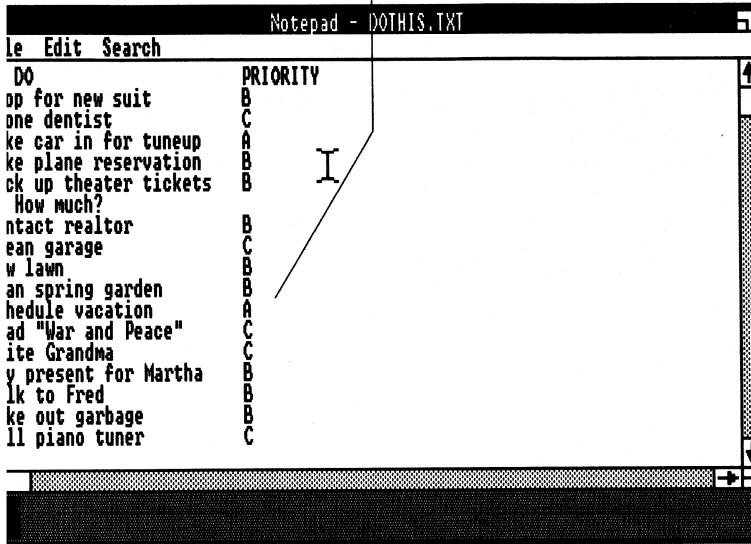 Notepad - DOTHIS.TXT
le Edit Search
DO PRIORITY
op for new suit B
one dentist C
ke car in for tuneup A
ke plane reservation B
ck up theater tickets B
How much?
ntact realtor B
ean garage C
w lawn B
an spring garden B
hedule vacation A
ad "War and Peace" C
ite Grandma C
y present for Martha B
lk to Fred B
ke out garbage B
ll piano tuner C